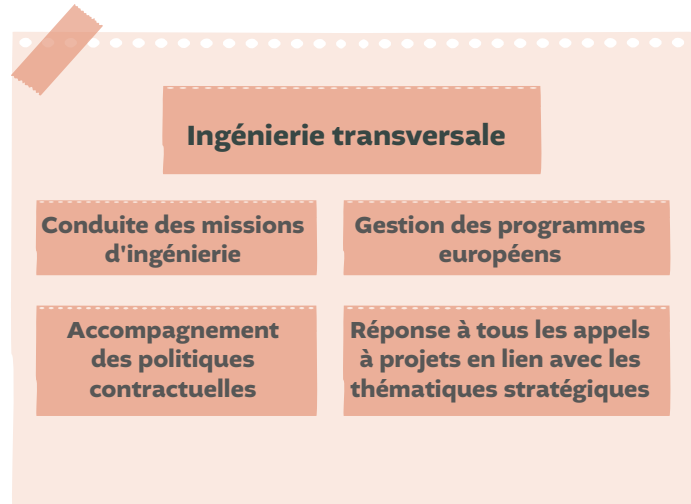 Ingénierie transversale
Conduite des missions
d'ingénierie
Gestion des programmes
européens
Accompagnement
des politiques
contractuelles
Réponse à tous les appels
à projets en lien avec les
thématiques stratégiques